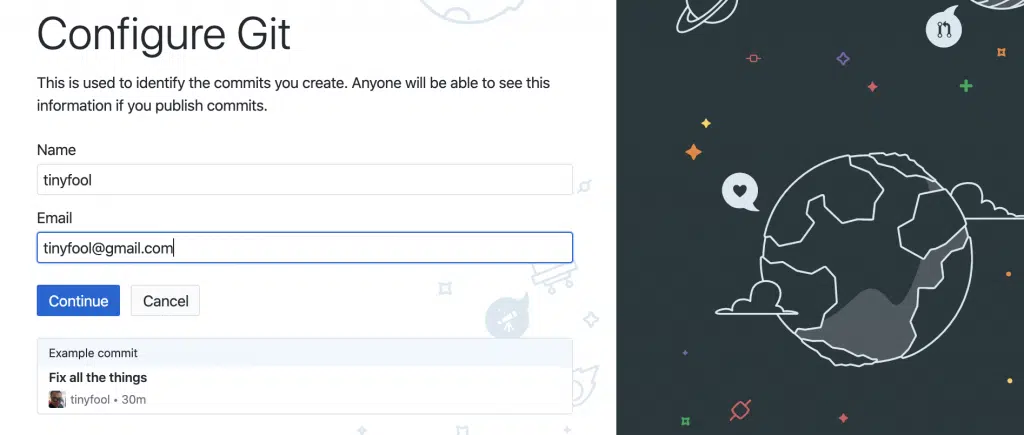 Configure Git
This is used to identify the commits you create. Anyone will be able to see this
information if you publish commits.
Name
tinyfool
Email
tinyfool@gmail.com
Continue Cancel
Example commit
Fix all the things
tinyfool • 30m